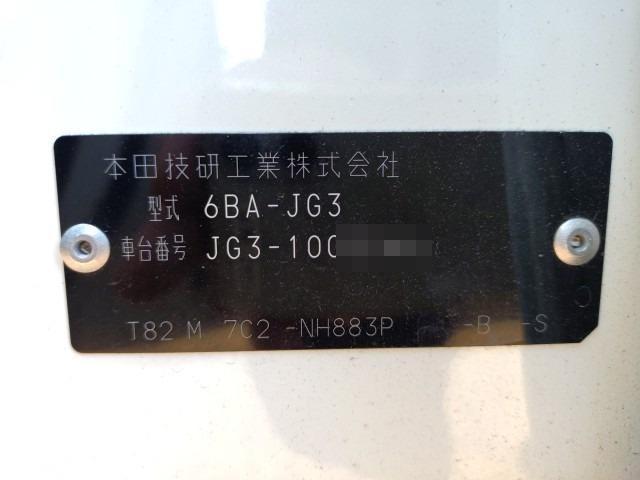 本田技研工業株式会社
型式 6BA-JG3
車台番号 JG3-100
T82 M 7C2 -NH883P -B -S